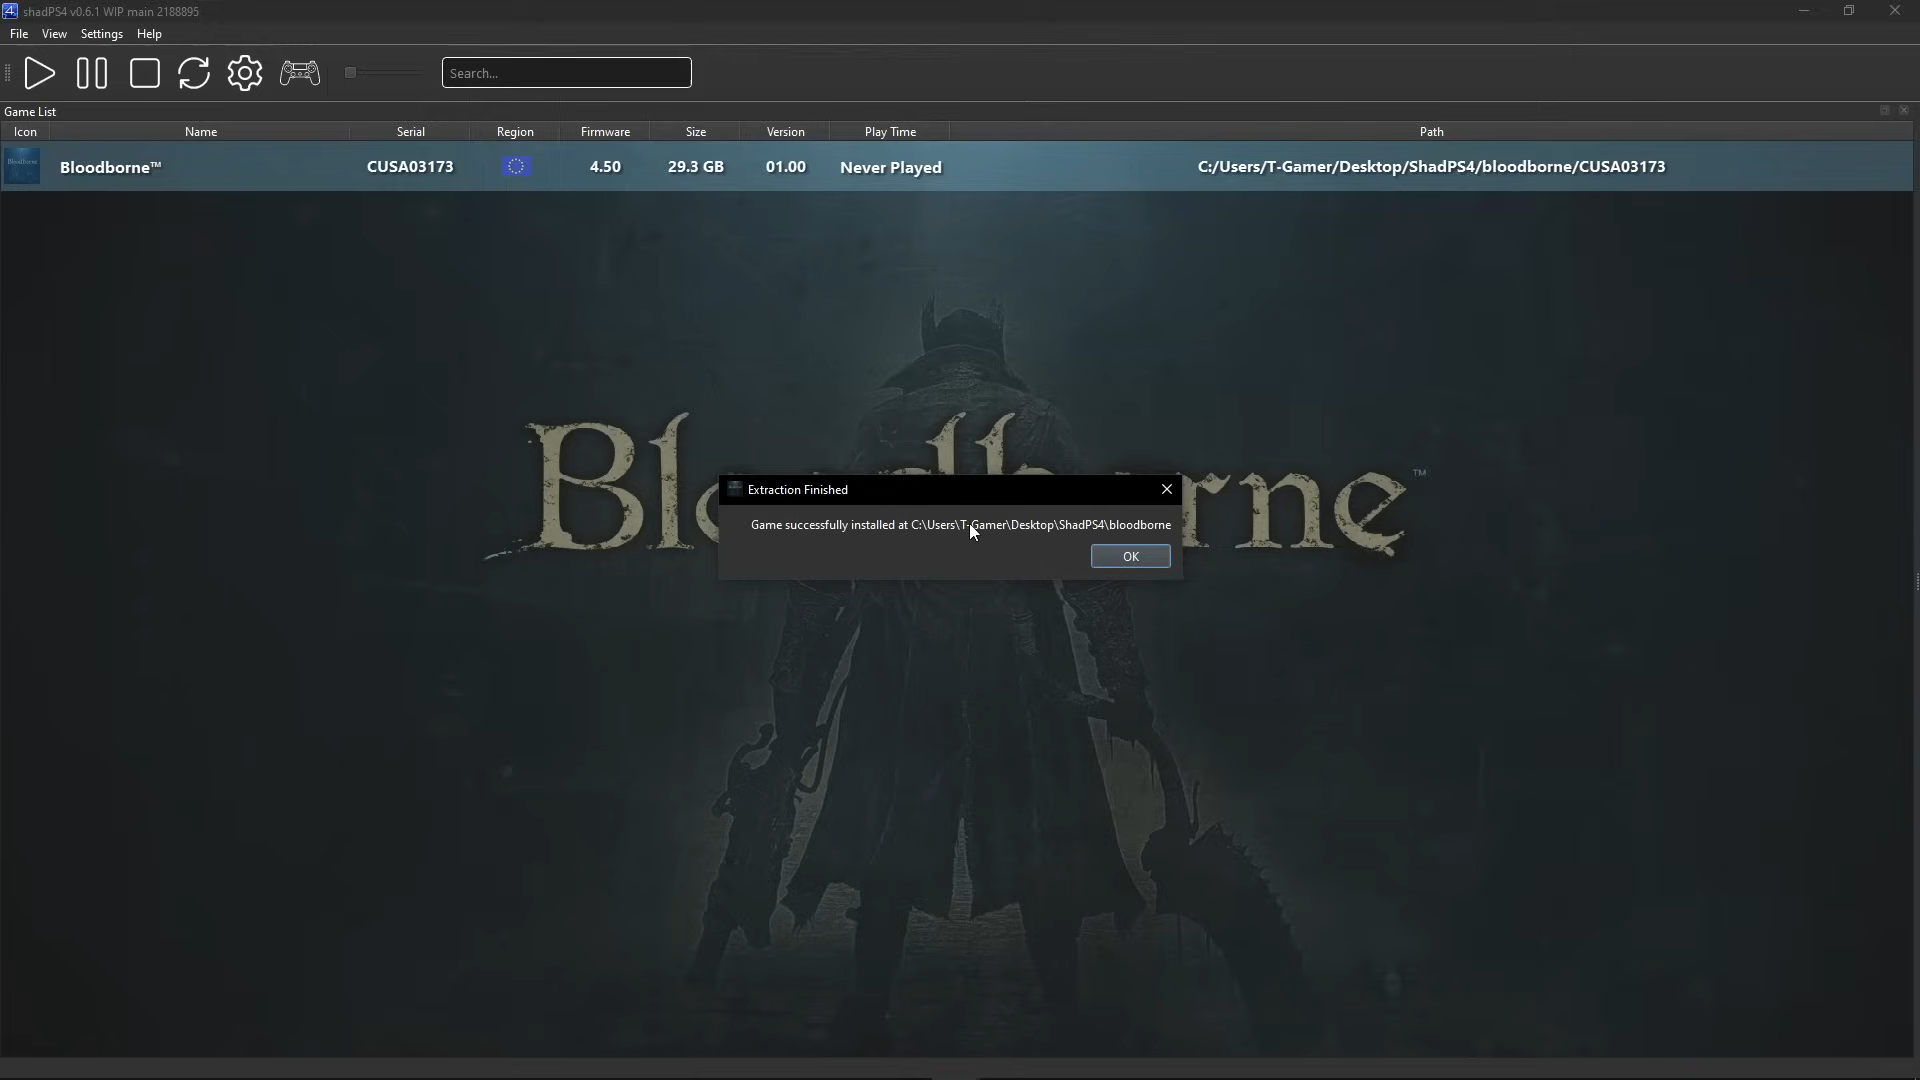 shadPS4 v0.6.1 WIP main 2188895
File View Settings Help
Search...
Game List
Icon Name Serial Region Firmware Size Version Play Time Path
Bloodborne™ CUSA03173 4.50 29.3 GB 01.00 Never Played C:/Users/T-Gamer/Desktop/ShadPS4/bloodborne/CUSA03173
Bloodborne™
Extraction Finished
Game successfully installed at C:\Users\T-Gamer\Desktop\ShadPS4\bloodborne
OK